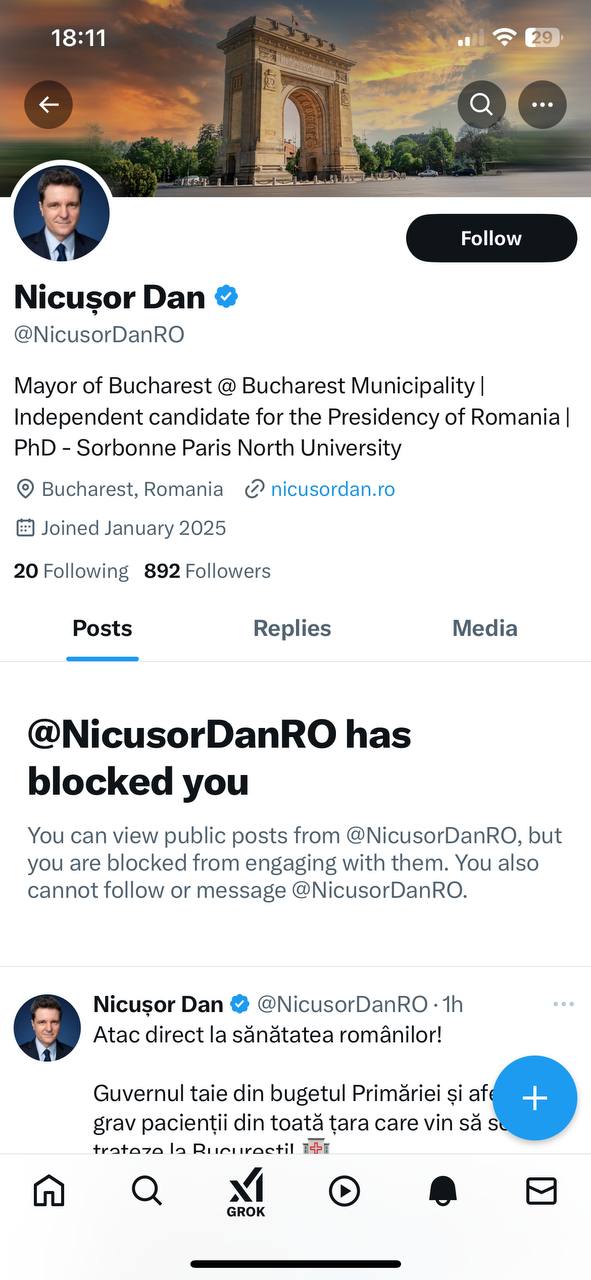 18:11
29
Follow
Nicușor Dan
@NicusorDanRO
Mayor of Bucharest @ Bucharest Municipality |
Independent candidate for the Presidency of Romania |
PhD - Sorbonne Paris North University
Bucharest, Romania nicusordan.ro
Joined January 2025
20 Following 892 Followers
Posts Replies Media
@NicusorDanRO has
blocked you
You can view public posts from @NicusorDanRO, but
you are blocked from engaging with them. You also
cannot follow or message @NicusorDanRO.
Nicușor Dan @NicusorDanRO · 1h
Atac direct la sănătatea românilor!
Guvernul taie din bugetul Primăriei și afe
grav pacienții din toată țara care vin să s
trateze la București!
GROK